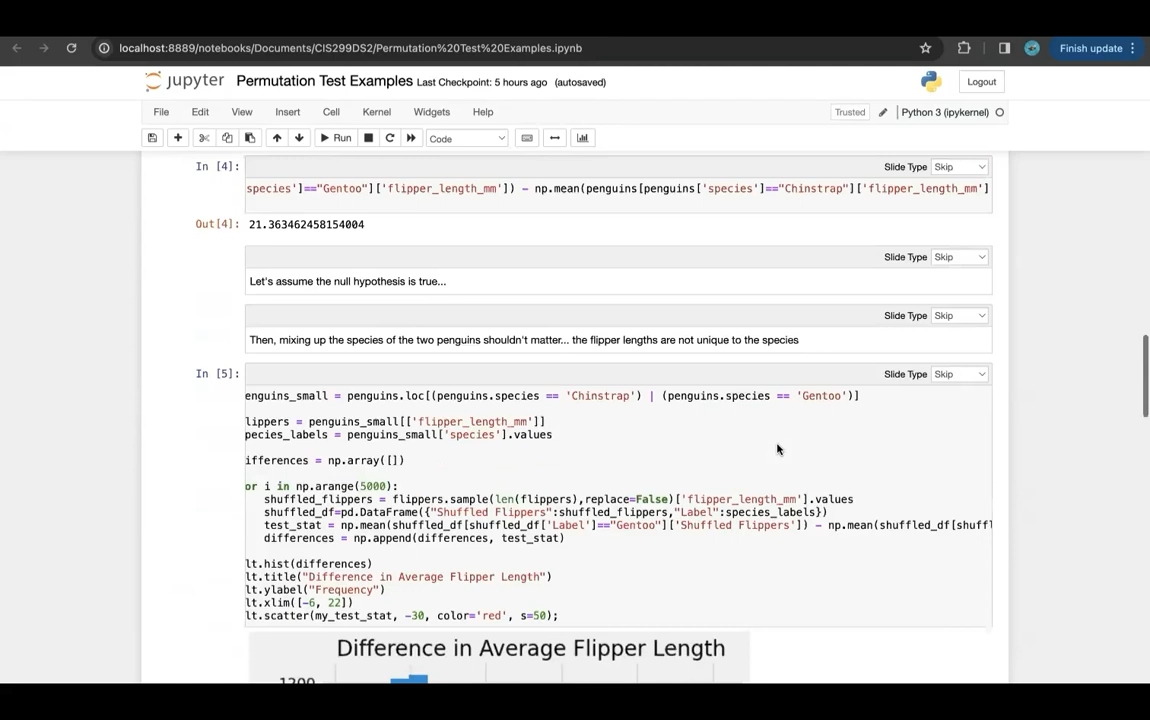 localhost:8889/notebooks/Documents/CIS299DS2/Permutation%20Test%20Examples.ipynb
Finish update
jupyter Permutation Test Examples Last Checkpoint: 5 hours ago (autosaved)
Logout
File Edit View Insert Cell Kernel Widgets Help
Trusted
Python 3 (ipykernel)
Run
Code
In [4]:
Slide Type Skip
species']=="Gentoo"]['flipper_length_mm']) - np.mean(penguins[penguins['species']=="Chinstrap"]['flipper_length_mm']
Out[4]: 21.363462458154004
Slide Type Skip
Let's assume the null hypothesis is true...
Slide Type Skip
Then, mixing up the species of the two penguins shouldn't matter... the flipper lengths are not unique to the species
In [5]:
Slide Type Skip
enguins_small = penguins.loc[(penguins.species == 'Chinstrap') | (penguins.species == 'Gentoo')]
lippers = penguins_small[['flipper_length_mm']]
pecies_labels = penguins_small['species'].values
ifferences = np.array([])
or i in np.arange(5000):
shuffled_flippers = flippers.sample(len(flippers),replace=False)['flipper_length_mm'].values
shuffled_df=pd.DataFrame({"Shuffled Flippers":shuffled_flippers,"Label":species_labels})
test_stat = np.mean(shuffled_df[shuffled_df['Label']=="Gentoo"]['Shuffled Flippers']) - np.mean(shuffled_df[shuffl
differences = np.append(differences, test_stat)
lt.hist(differences)
lt.title("Difference in Average Flipper Length")
lt.ylabel("Frequency")
lt.xlim([-6, 22])
lt.scatter(my_test_stat, -30, color='red', s=50);
Difference in Average Flipper Length
1200